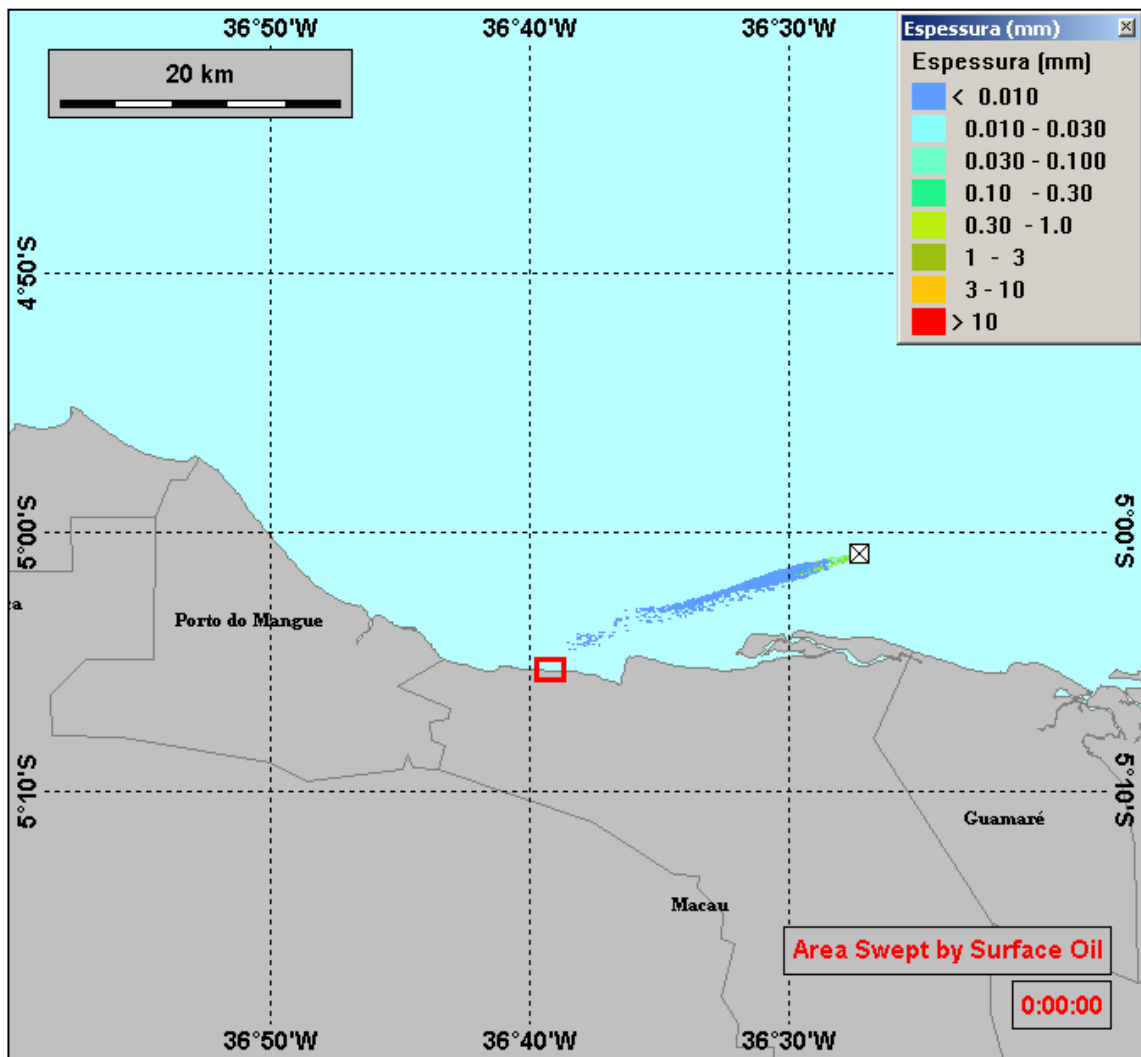 36°50'W 36°40'W 36°30'W
Espessura (mm)
20 km
Espessura (mm)
< 0.010
0.010 - 0.030
0.030 - 0.100
0.10 - 0.30
0.30 - 1.0
1 - 3
3 - 10
> 10
4°50'S
5°00'S 5°00'S
Porto do Mangue
5°10'S 5°10'S
Guamaré
Macau
Area Swept by Surface Oil
0:00:00
36°50'W 36°40'W 36°30'W